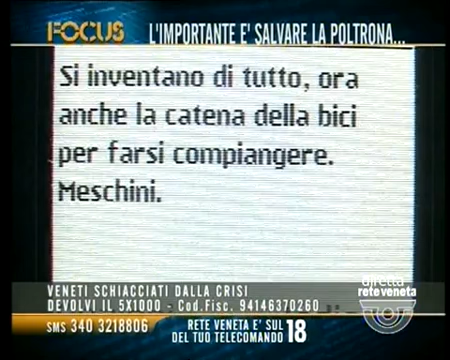 FOCUS L'IMPORTANTE E' SALVARE LA POLTRONA...
Si inventano di tutto, ora
anche la catena della bici
per farsi compiangere.
Meschini.
VENETI SCHIACCIATI DALLA CRISI
DEVOLVI IL 5X1000 - Cod.Fisc. 94146370260
diretta
reteveneta
SMS 340 3218806
RETE VENETA E' SUL
DEL TUO TELECOMANDO 18